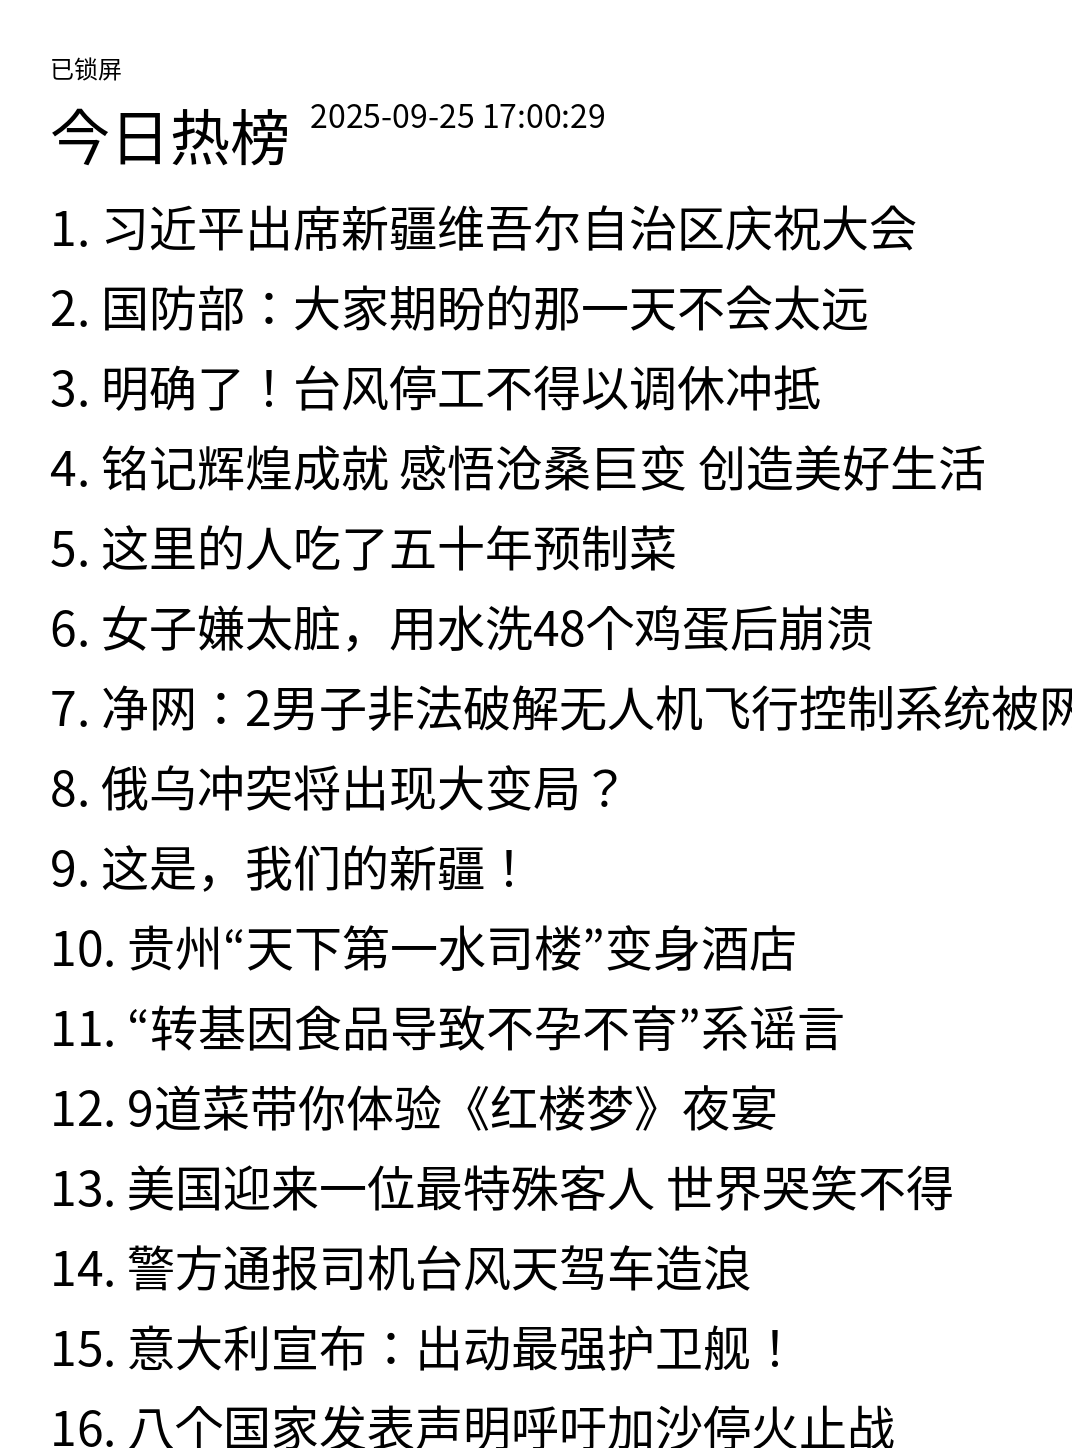 已锁屏
今日热榜 2025-09-25 17:00:29
1. 习近平出席新疆维吾尔自治区庆祝大会
2. 国防部：大家期盼的那一天不会太远
3. 明确了！台风停工不得以调休冲抵
4. 铭记辉煌成就 感悟沧桑巨变 创造美好生活
5. 这里的人吃了五十年预制菜
6. 女子嫌太脏，用水洗48个鸡蛋后崩溃
7. 净网：2男子非法破解无人机飞行控制系统被网
8. 俄乌冲突将出现大变局？
9. 这是，我们的新疆！
10. 贵州“天下第一水司楼”变身酒店
11. “转基因食品导致不孕不育”系谣言
12. 9道菜带你体验《红楼梦》夜宴
13. 美国迎来一位最特殊客人 世界哭笑不得
14. 警方通报司机台风天驾车造浪
15. 意大利宣布：出动最强护卫舰！
16. 八个国家发表声明呼吁加沙停火止战